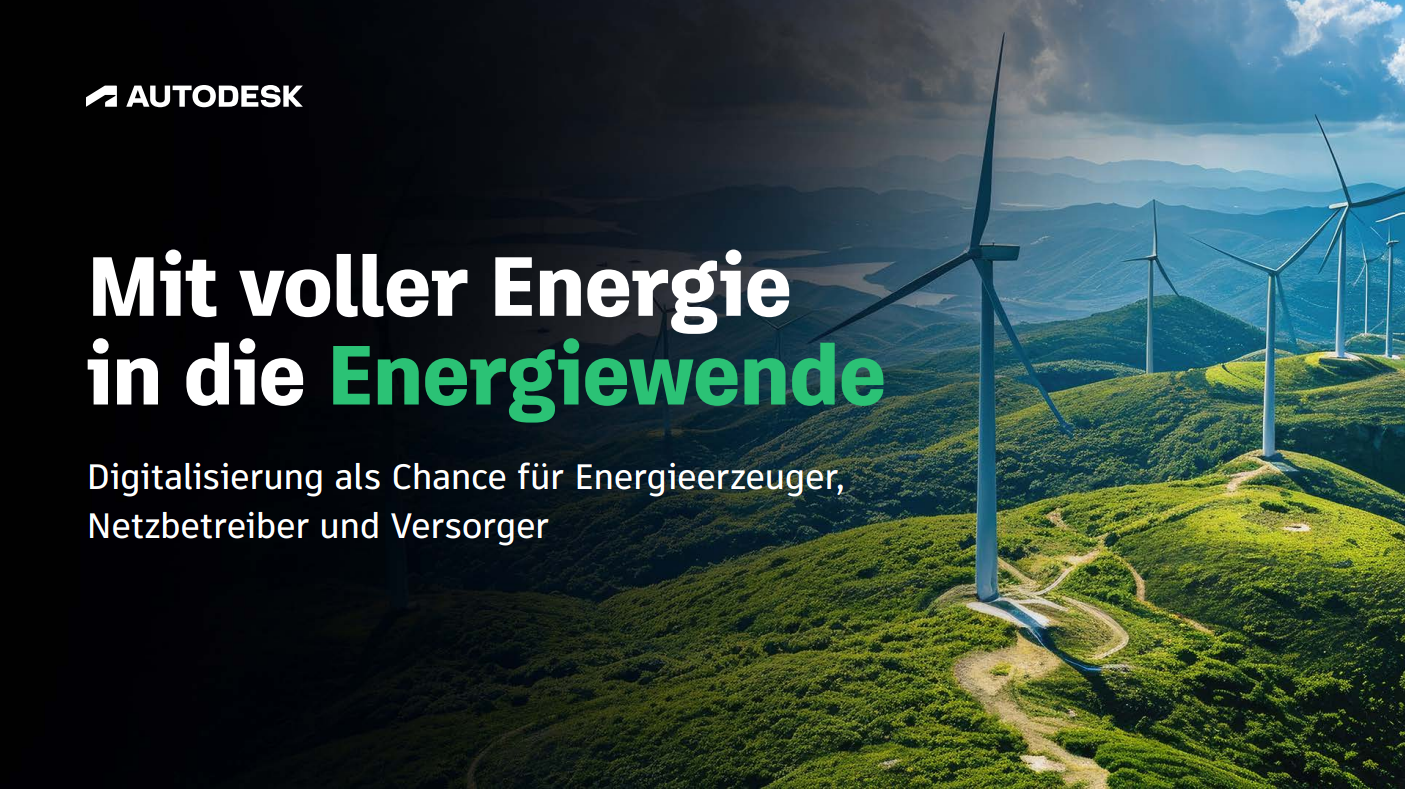 AUTODESK
Mit voller Energie
in die Energiewende
Digitalisierung als Chance für Energieerzeuger,
Netzbetreiber und Versorger